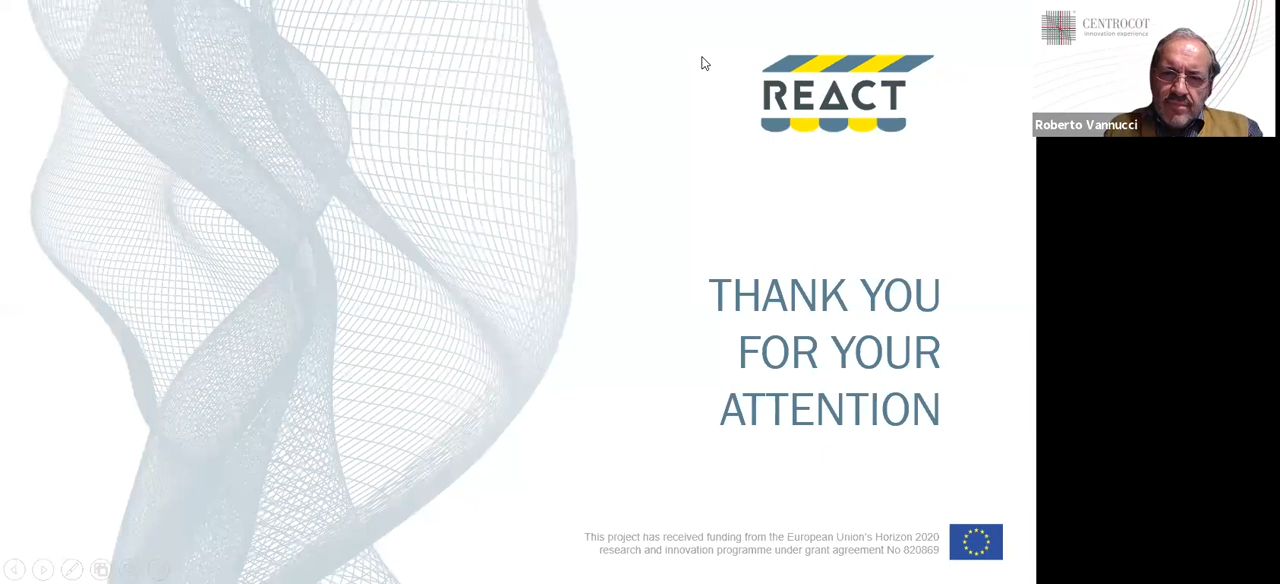 REACT
THANK YOU
FOR YOUR
ATTENTION
This project has received funding from the European Union's Horizon 2020
research and innovation programme under grant agreement No 820869
CENTROCOT
innovation experience
Roberto Vannucci